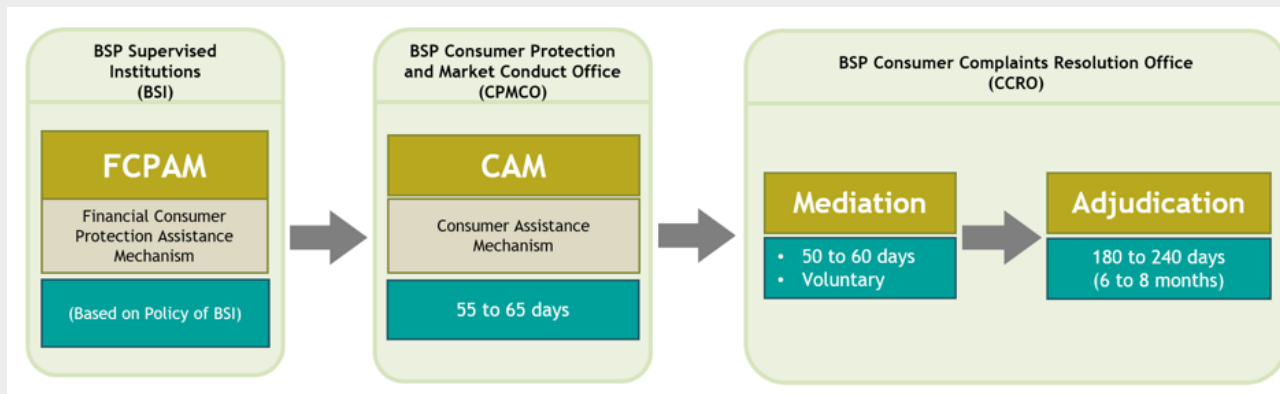 BSP Supervised
Institutions
(BSI)
FCPAM
Financial Consumer
Protection Assistance
Mechanism
(Based on Policy of BSI)
BSP Consumer Protection
and Market Conduct Office
(CPMCO)
CAM
Consumer Assistance
Mechanism
55 to 65 days
BSP Consumer Complaints Resolution Office
(CCRO)
Mediation
• 50 to 60 days
• Voluntary
Adjudication
180 to 240 days
(6 to 8 months)